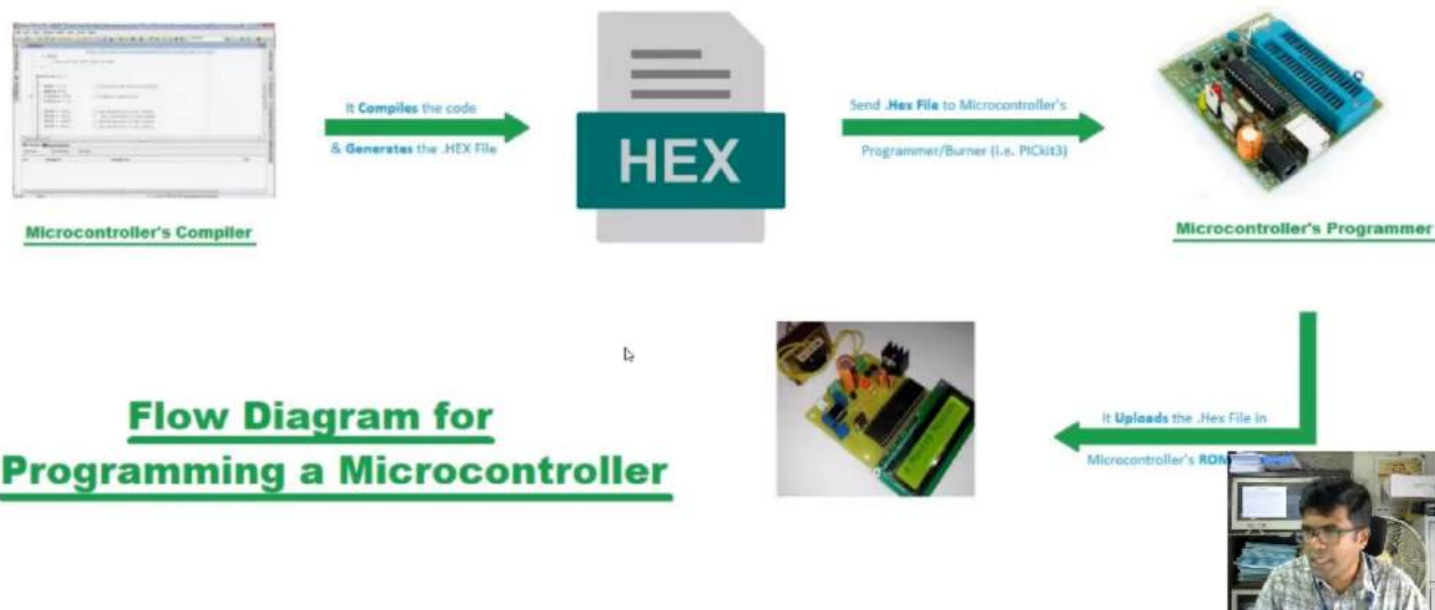 It Compiles the code
& Generates the .HEX File
HEX
Send .Hex File to Microcontroller's
Programmer/Burner (i.e. PICkit3)
Microcontroller's Compiler
Microcontroller's Programmer
Flow Diagram for
Programming a Microcontroller
It Uploads the .Hex File in
Microcontroller's ROM